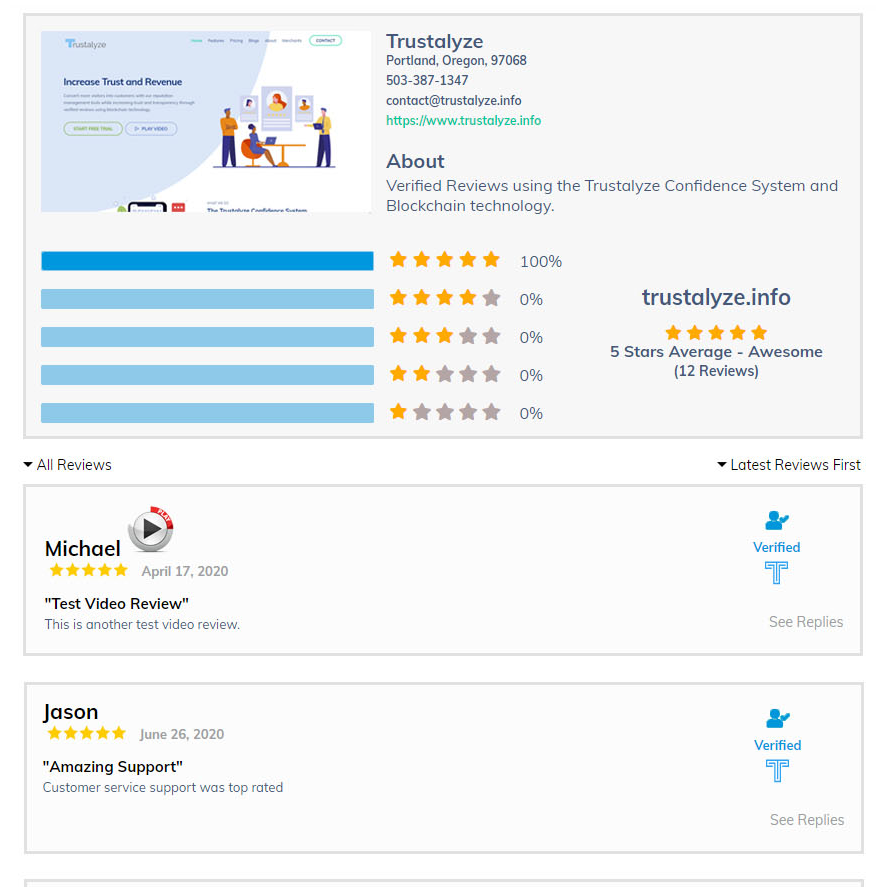 Trustalyze
Home Features Pricing Blogs About Merchants CONTACT
Increase Trust and Revenue
Convert more visitors into customers with our reputation
management tools while increasing trust and transparency through
verified reviews using blockchain technology.
START FREE TRIAL PLAY VIDEO
WHAT WE DO
The Trustalyze Confidence System
Trustalyze
Portland, Oregon, 97068
503-387-1347
contact@trustalyze.info
https://www.trustalyze.info
About
Verified Reviews using the Trustalyze Confidence System and
Blockchain technology.
100%
0%
0%
0%
0%
trustalyze.info
5 Stars Average - Awesome
(12 Reviews)
All Reviews
Latest Reviews First
PLAY
Michael
April 17, 2020
"Test Video Review"
This is another test video review.
Verified
T
See Replies
Jason
June 26, 2020
"Amazing Support"
Customer service support was top rated
Verified
T
See Replies